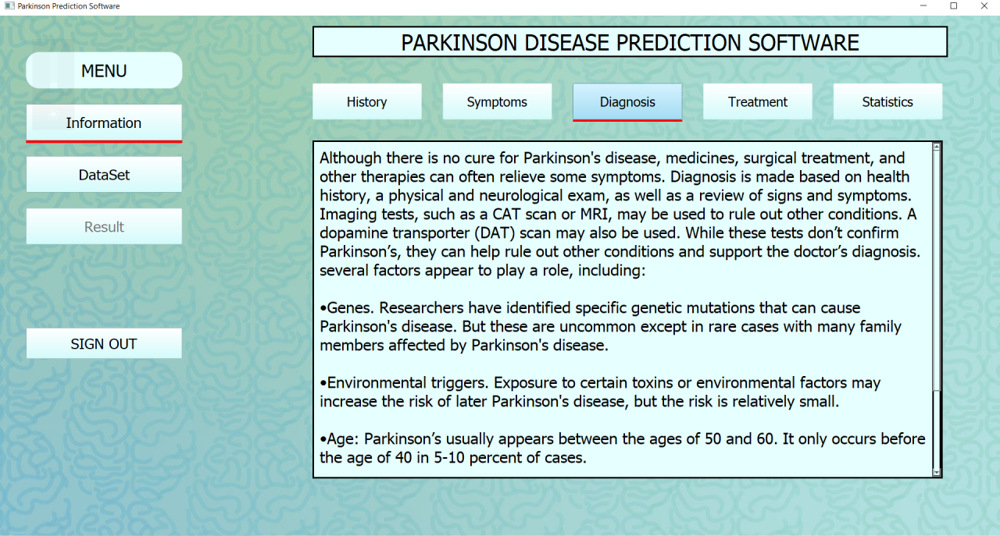 Parkinson Prediction Software
PARKINSON DISEASE PREDICTION SOFTWARE
MENU
Information
DataSet
Result
SIGN OUT
History
Symptoms
Diagnosis
Treatment
Statistics
Although there is no cure for Parkinson's disease, medicines, surgical treatment, and
other therapies can often relieve some symptoms. Diagnosis is made based on health
history, a physical and neurological exam, as well as a review of signs and symptoms.
Imaging tests, such as a CAT scan or MRI, may be used to rule out other conditions. A
dopamine transporter (DAT) scan may also be used. While these tests don’t confirm
Parkinson’s, they can help rule out other conditions and support the doctor’s diagnosis.
several factors appear to play a role, including:
•Genes. Researchers have identified specific genetic mutations that can cause
Parkinson's disease. But these are uncommon except in rare cases with many family
members affected by Parkinson's disease.
•Environmental triggers. Exposure to certain toxins or environmental factors may
increase the risk of later Parkinson's disease, but the risk is relatively small.
•Age: Parkinson’s usually appears between the ages of 50 and 60. It only occurs before
the age of 40 in 5-10 percent of cases.